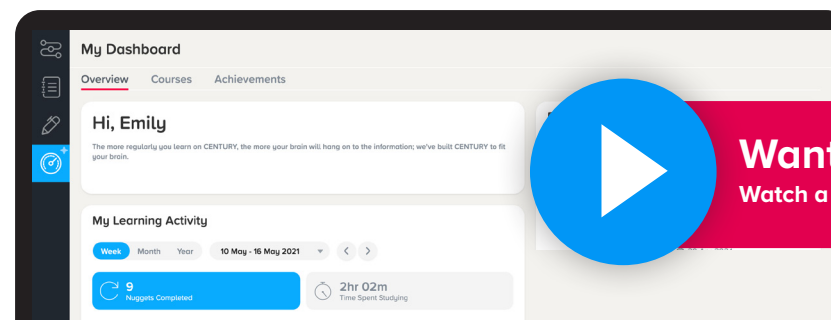 My Dashboard
Overview Courses Achievements
Hi, Emily
The more regularly you learn on CENTURY, the more your brain will hang on to the information; we've built CENTURY to fit
your brain.
Want
Watch a
My Learning Activity
Week Month Year 10 May - 16 May 2021
9
Nuggets Completed
2hr 02m
Time Spent Studying